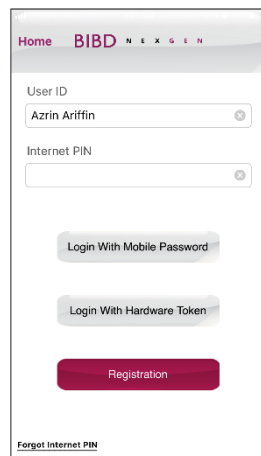 Home BIBD NEXGEN
User ID
Azrin Ariffin
Internet PIN
Login With Mobile Password
Login With Hardware Token
Registration
Forgot Internet PIN